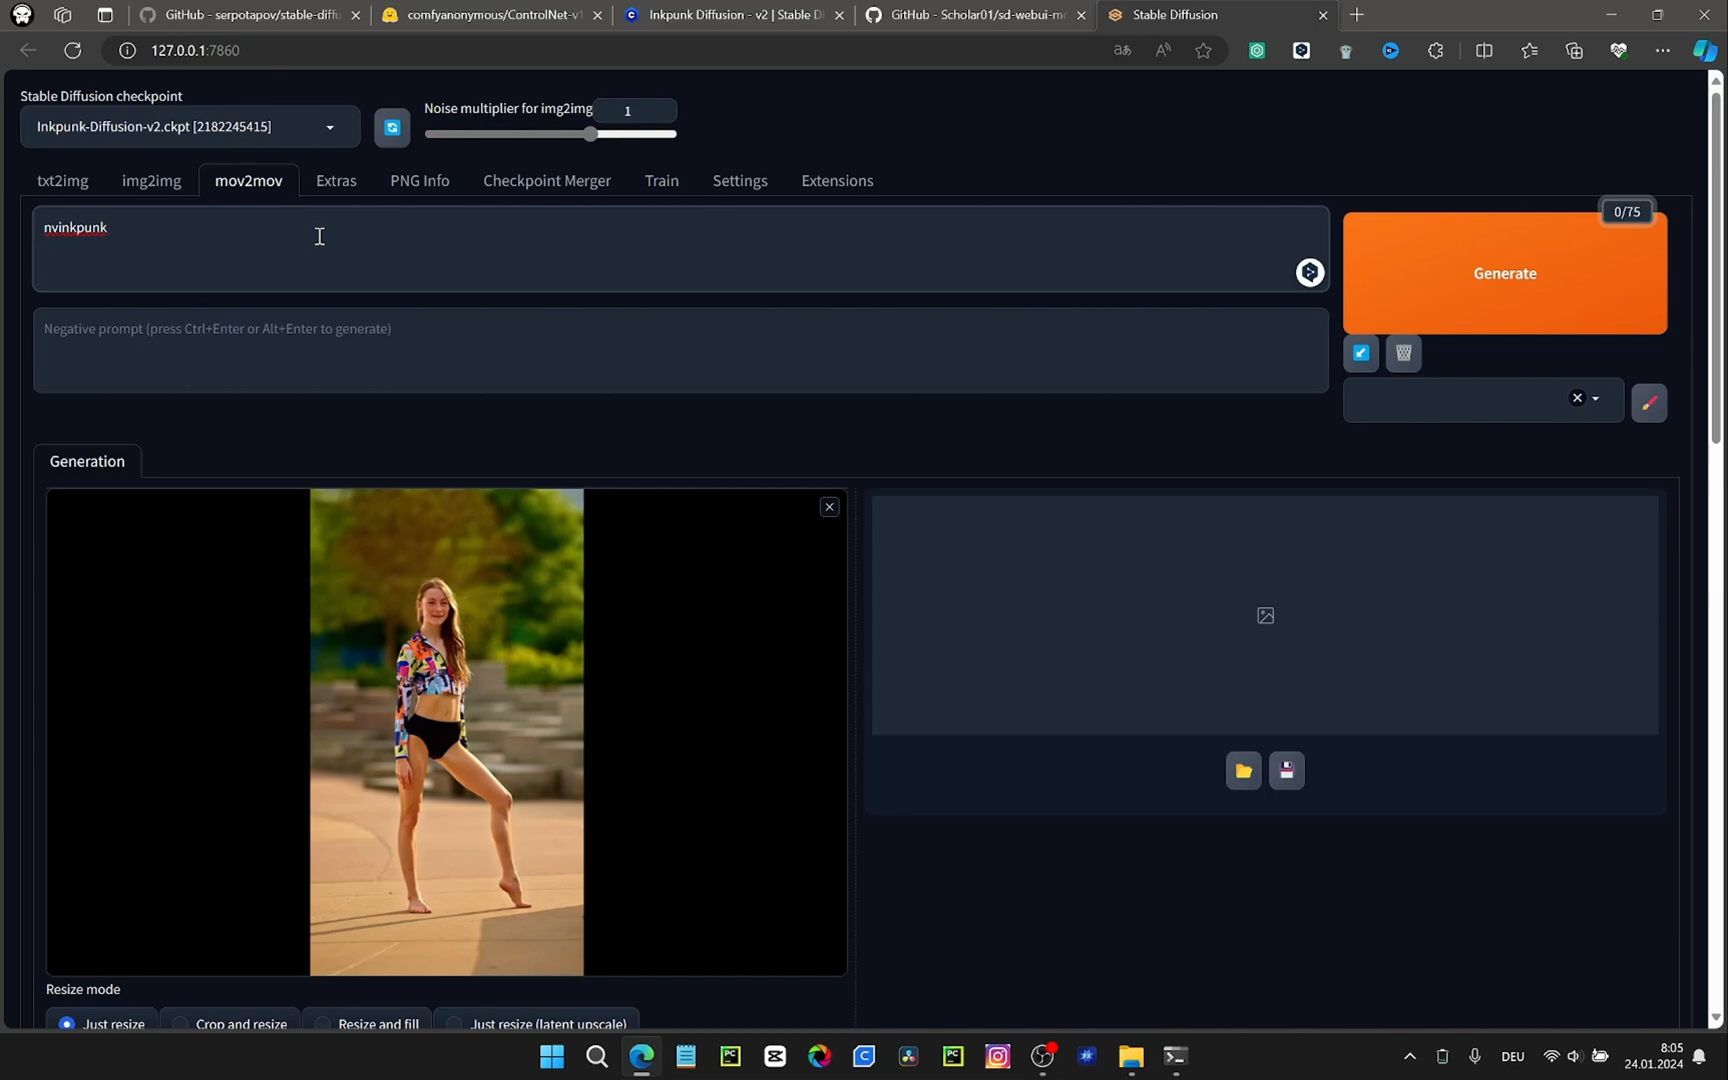 GitHub - serpotapov/stable-diffu
comfyanonymous/ControlNet-v1
Inkpunk Diffusion - v2 | Stable Di
GitHub - Scholar01/sd-webui-mo
Stable Diffusion
127.0.0.1:7860
Stable Diffusion checkpoint
Inkpunk-Diffusion-v2.ckpt [2182245415]
Noise multiplier for img2img
1
txt2img
img2img
mov2mov
Extras
PNG Info
Checkpoint Merger
Train
Settings
Extensions
nvinkpunk
0/75
Generate
Negative prompt (press Ctrl+Enter or Alt+Enter to generate)
Generation
Resize mode
Just resize
Crop and resize
Resize and fill
Just resize (latent upscale)
DEU
8:05
24.01.2024